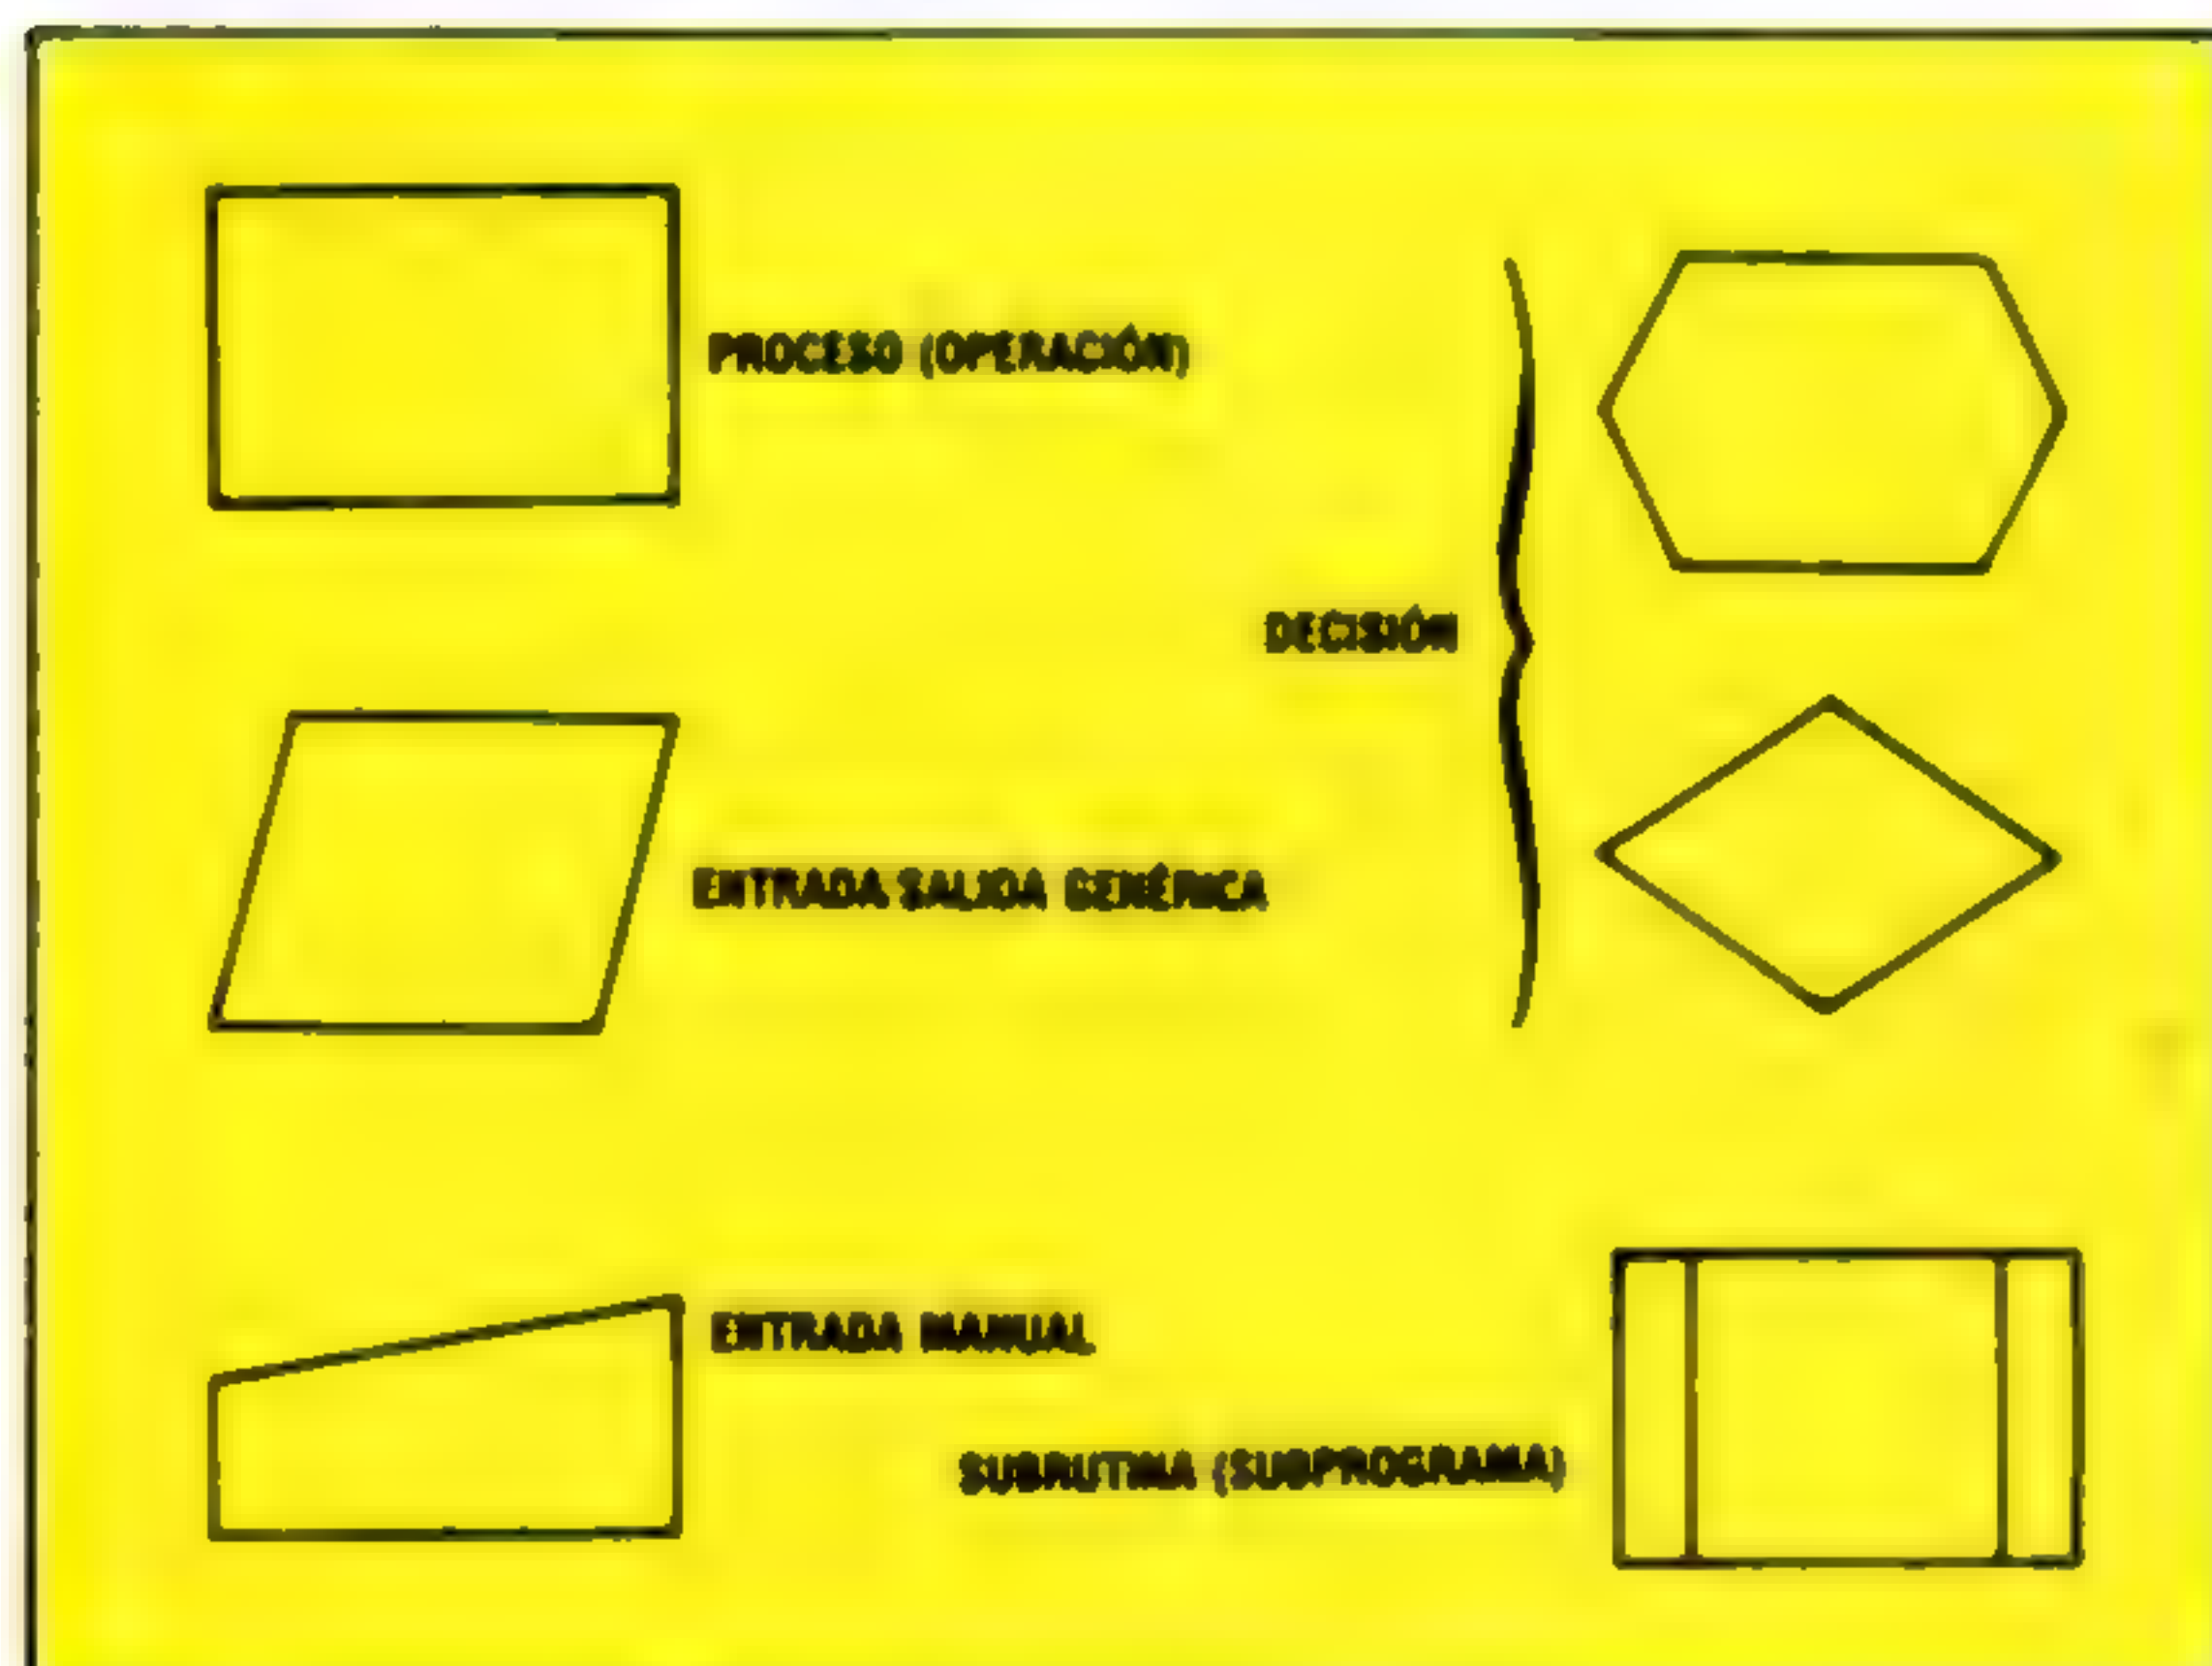 PROCESO (OPERACIÓN)
DECISIÓN
ENTRADA SALIDA GENÉRICA
ENTRADA MANUAL
SUBRUTINA (SUBPROGRAMA)